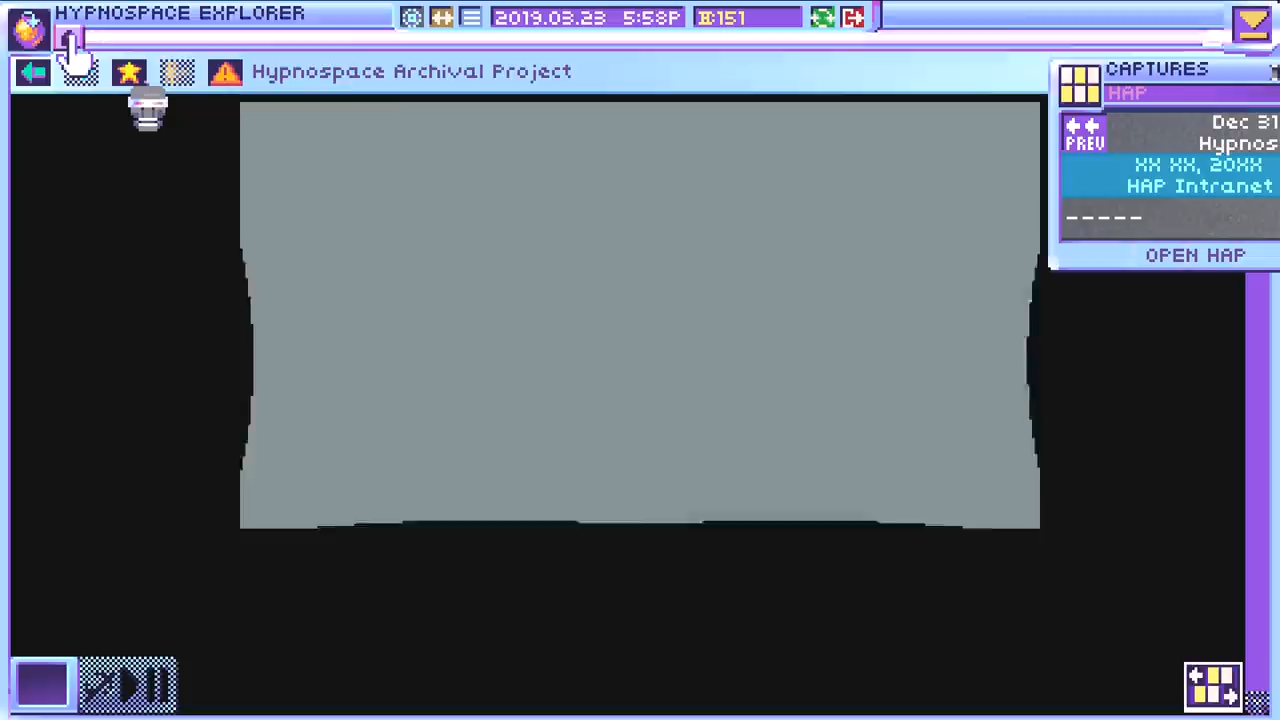 HYPNOSPACE EXPLORER
2019.03.23 5:58P
151
Hypnospace Archival Project
CAPTURES
HAP
PREV
Dec 31
Hypnos
XX XX, 20XX
HAP Intranet
-----
OPEN HAP